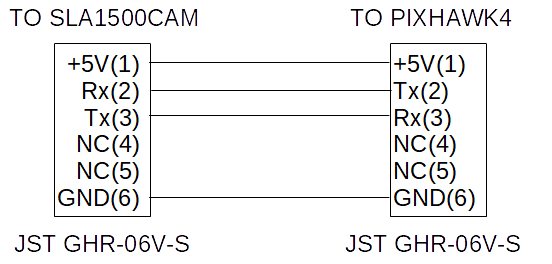 TO SLA1500CAM
TO PIXHAWK4
+5V(1)
Rx(2)
Tx(3)
NC(4)
NC(5)
GND(6)
+5V(1)
Tx(2)
Rx(3)
NC(4)
NC(5)
GND(6)
JST GHR-06V-S
JST GHR-06V-S